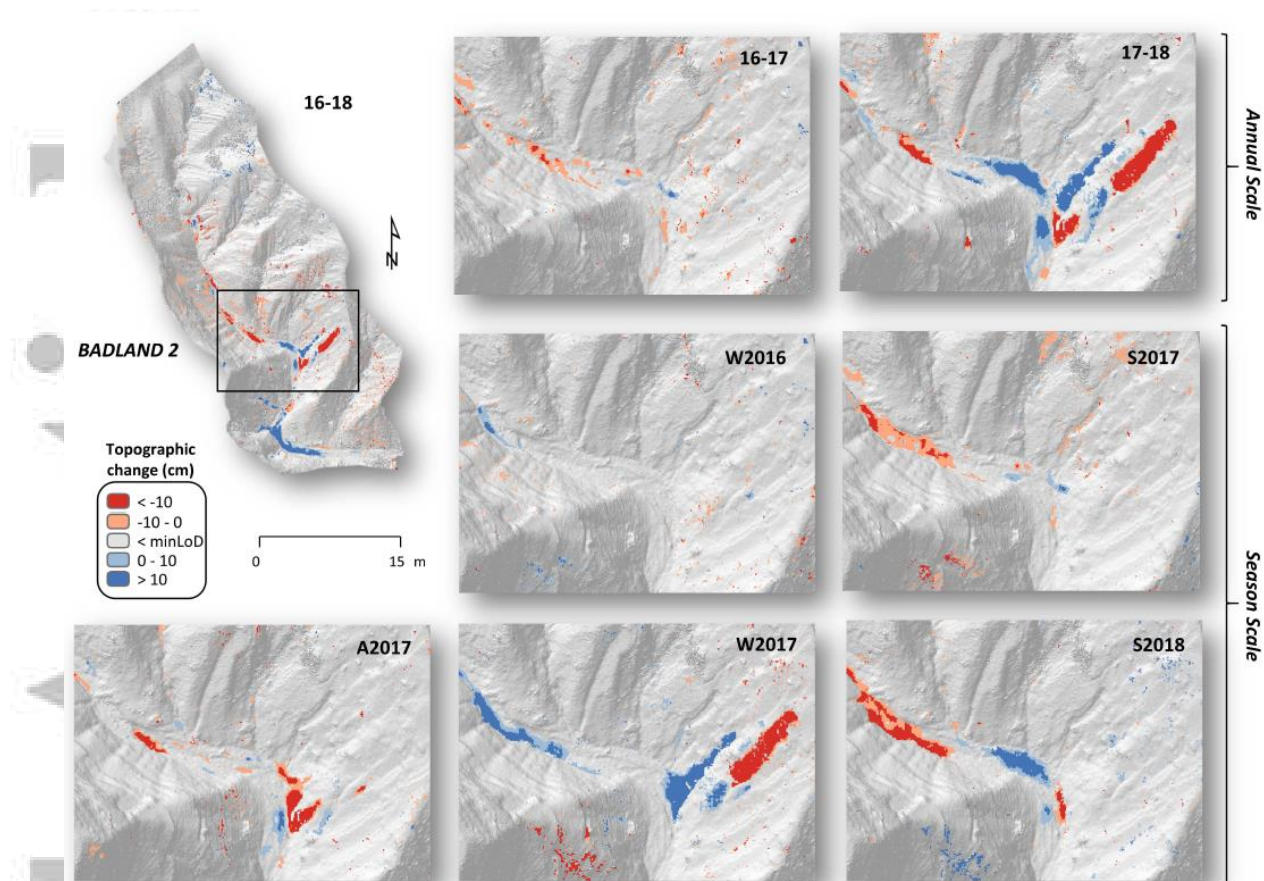 16-18
16-17
17-18
Annual Scale
N
BADLAND 2
W2016
S2017
Topographic
change (cm)
< -10
-10 - 0
< minLoD
0 - 10
> 10
0 15 m
Season Scale
A2017
W2017
S2018